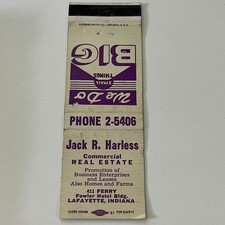 BIG
THINGS
SMALL
We Do
PHONE 2-5406
Jack R. Harless
Commercial
REAL ESTATE
Promotion of
Business Enterprises
and Leases
Also Homes and Farms
411 FERRY
Fowler Hotel Bldg.
LAFAYETTE, INDIANA